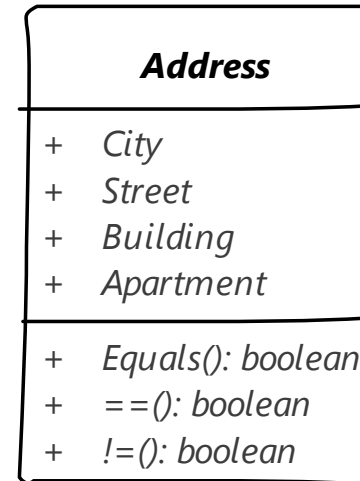 Address
+ City
+ Street
+ Building
+ Apartment
+ Equals(): boolean
+ ==(): boolean
+ !=(): boolean